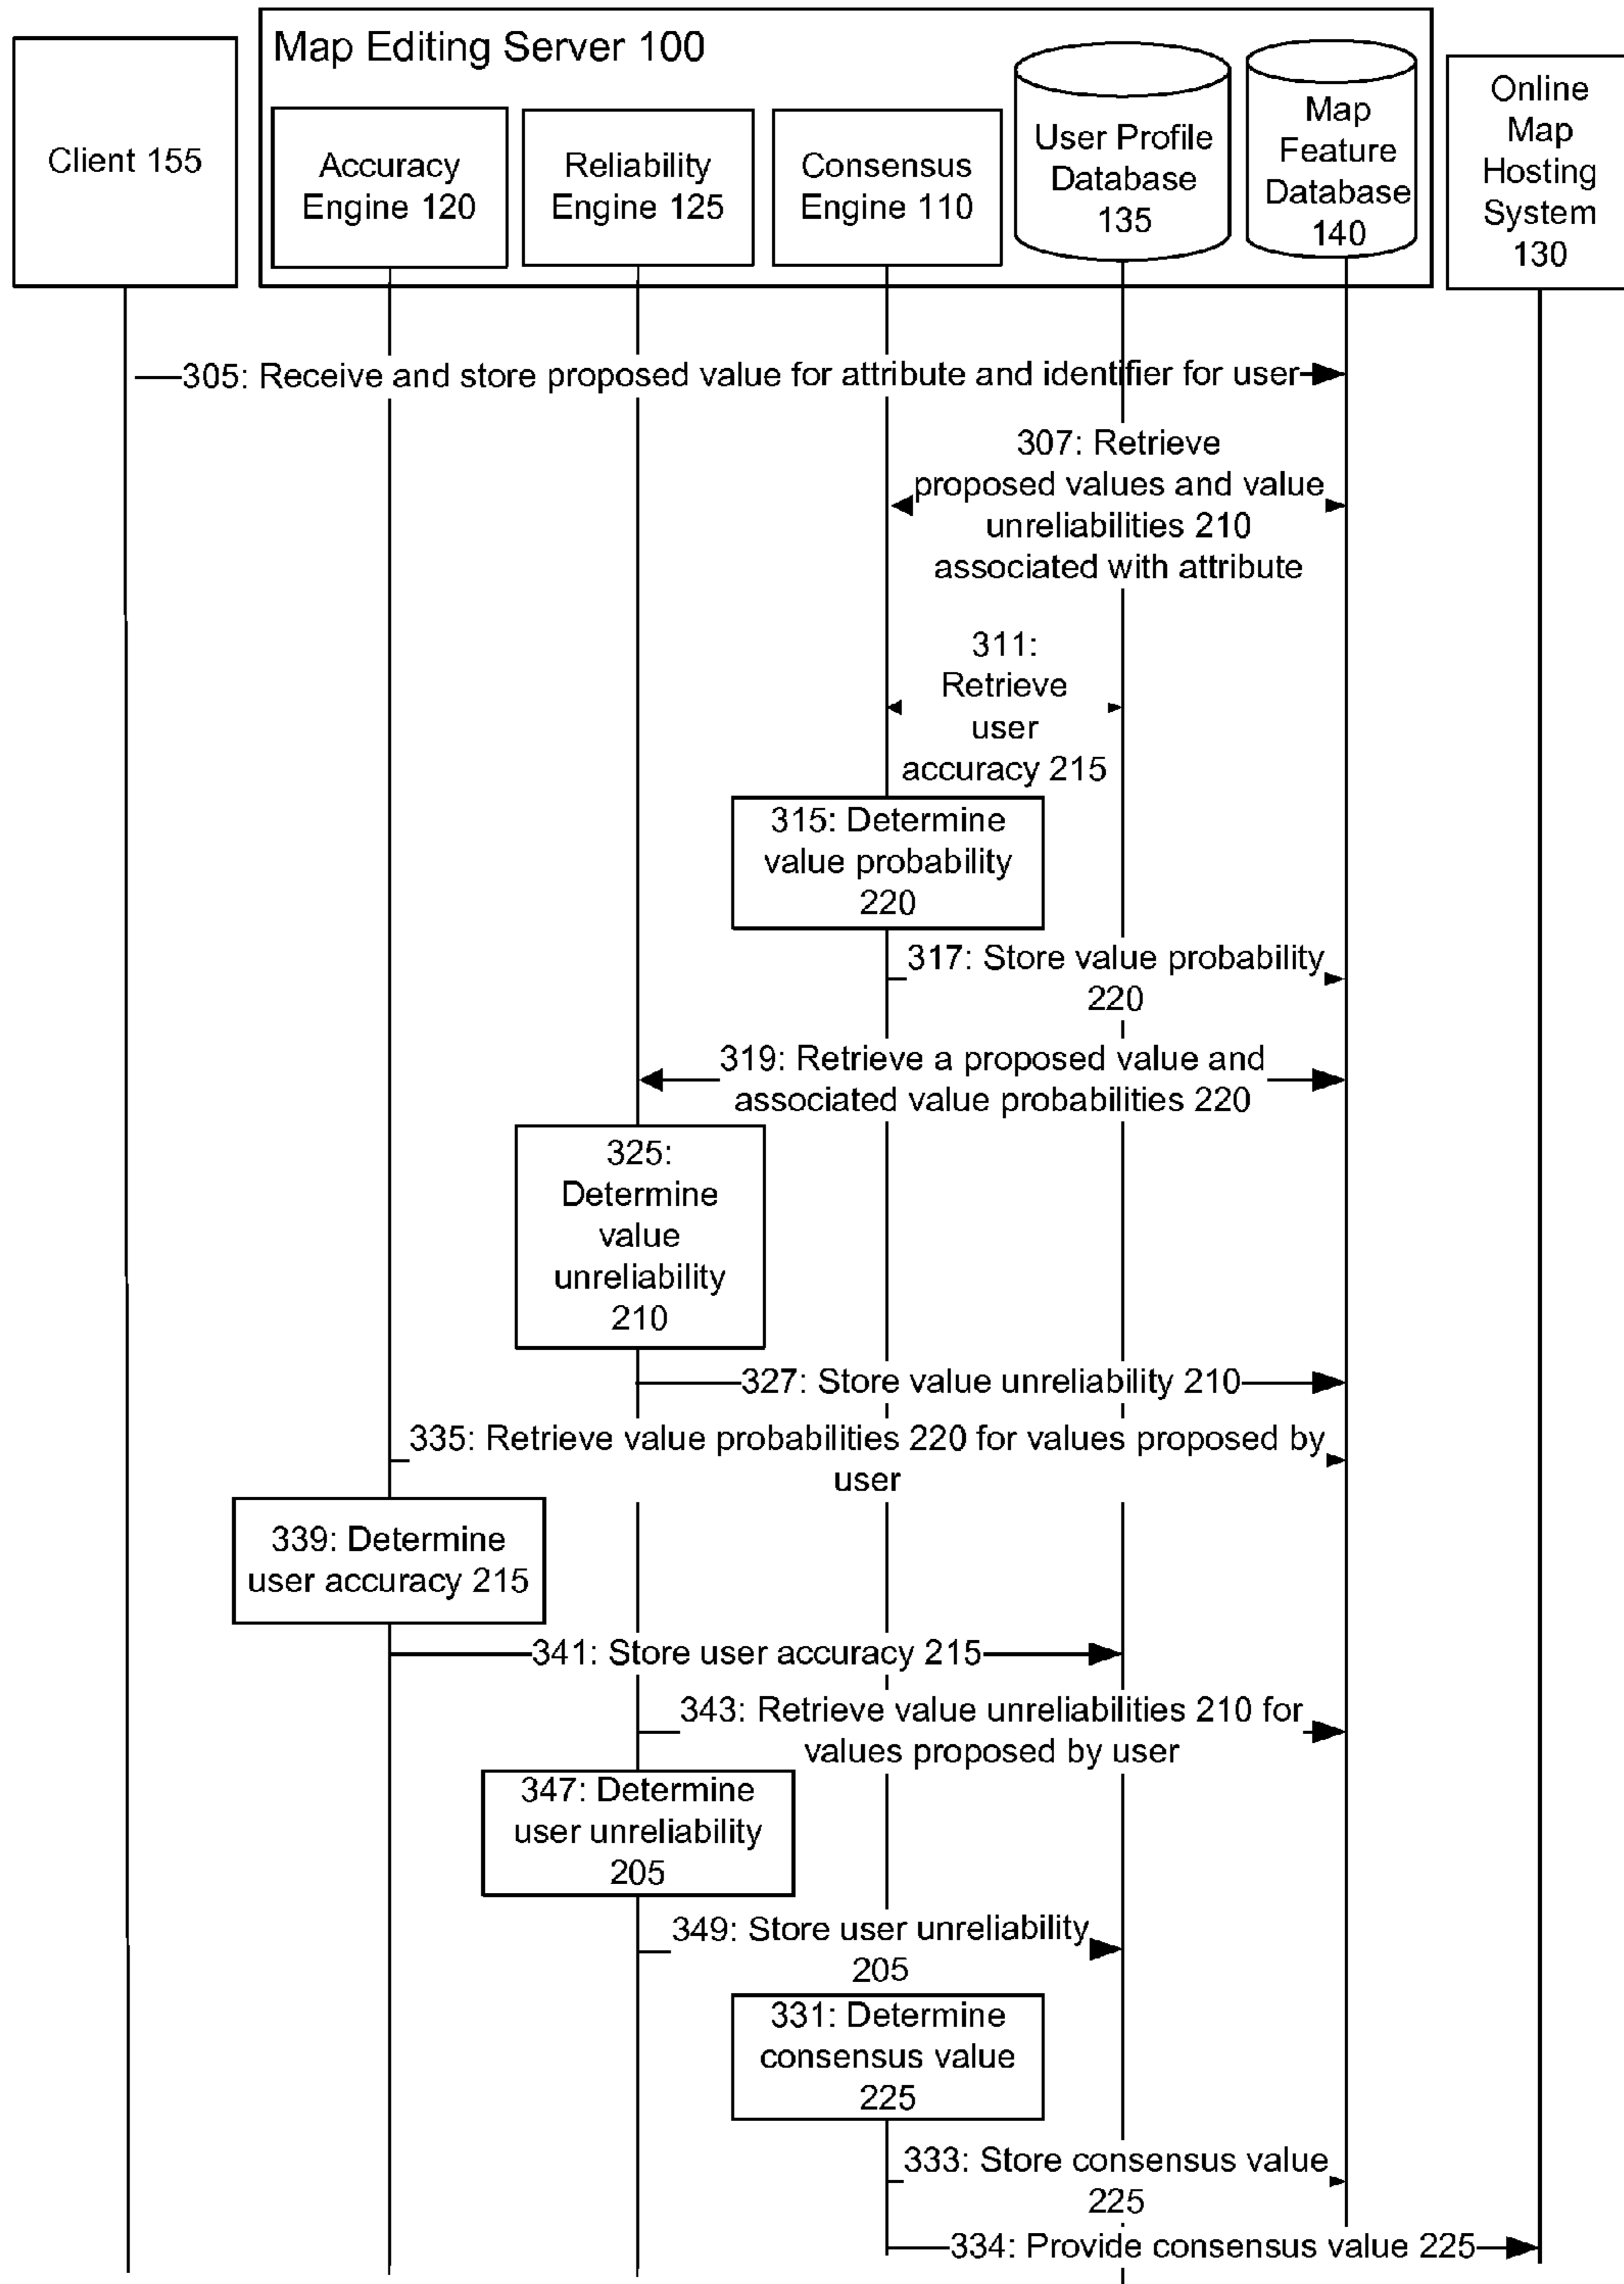 Map Editing Server 100
Client 155
Accuracy
Engine 120
Reliability
Engine 125
Consensus
Engine 110
User Profile
Database
135
Map
Feature
Database
140
Online
Map
Hosting
System
130
305: Receive and store proposed value for attribute and identifier for user
307: Retrieve
proposed values and value
unreliabilities 210
associated with attribute
311:
Retrieve
user
accuracy 215
315: Determine
value probability
220
317: Store value probability
220
319: Retrieve a proposed value and
associated value probabilities 220
325:
Determine
value
unreliability
210
327: Store value unreliability 210
335: Retrieve value probabilities 220 for values proposed by
user
339: Determine
user accuracy 215
341: Store user accuracy 215
343: Retrieve value unreliabilities 210 for
values proposed by user
347: Determine
user unreliability
205
349: Store user unreliability
205
331: Determine
consensus value
225
333: Store consensus value
225
334: Provide consensus value 225